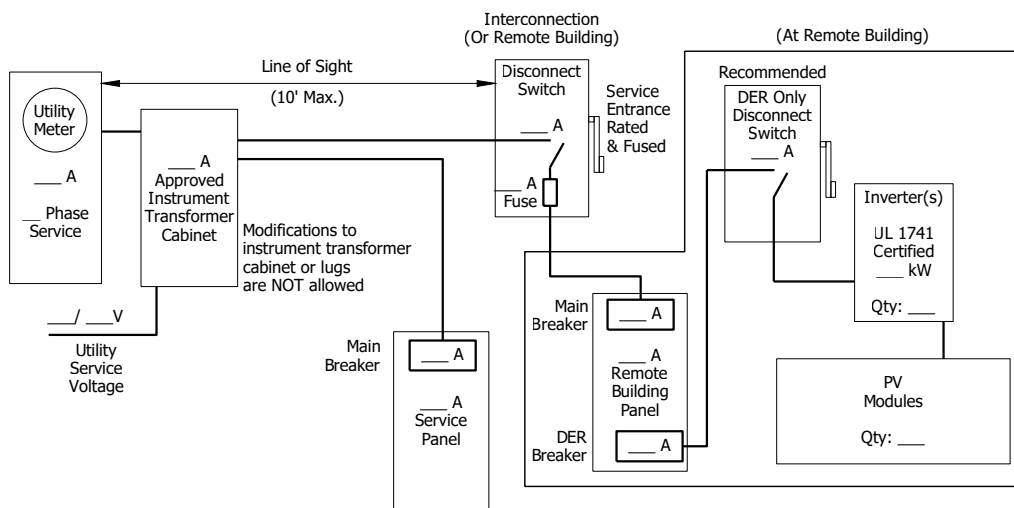 Interconnection
(Or Remote Building)
(At Remote Building)
Line of Sight
(10' Max.)
Utility
Meter
___ A
__ Phase
Service
___ A
Approved
Instrument
Transformer
Cabinet
Modifications to
instrument transformer
cabinet or lugs
are NOT allowed
___/ ___V
Utility
Service
Voltage
Main
Breaker
___ A
___ A
Service
Panel
Disconnect
Switch
___ A
___ A
Fuse
Service
Entrance
Rated
& Fused
Main
Breaker
___ A
___ A
Remote
Building
Panel
DER
Breaker
___ A
Recommended
DER Only
Disconnect
Switch
___ A
Inverter(s)
UL 1741
Certified
___ kW
Qty: ___
PV
Modules
Qty: ___